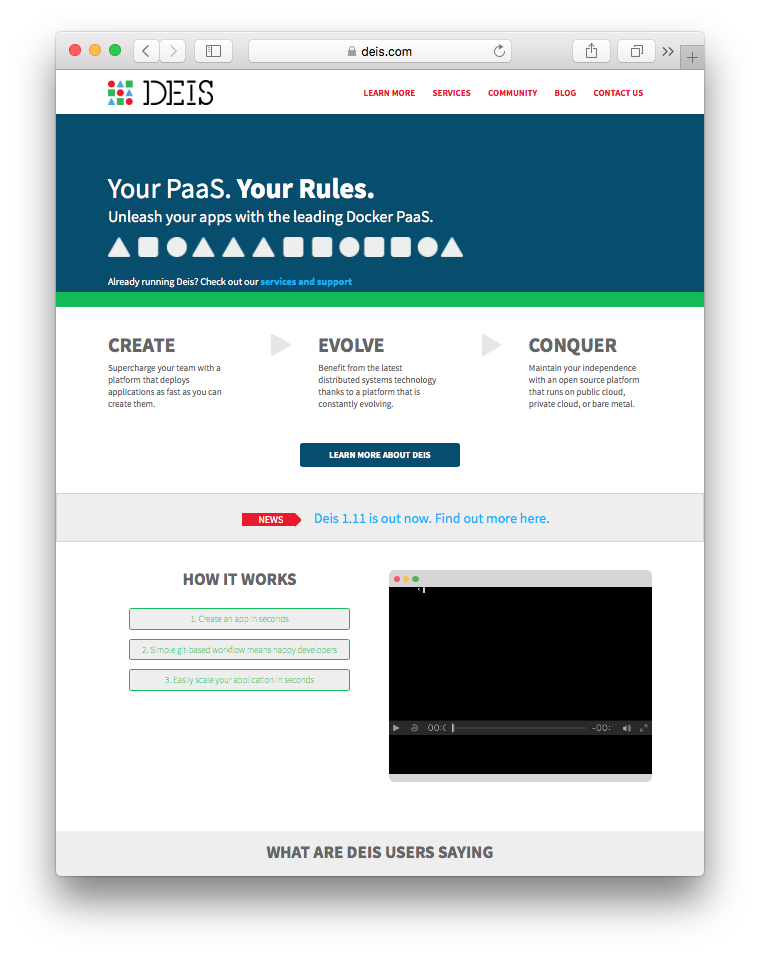 deis.com
DEIS
LEARN MORE SERVICES COMMUNITY BLOG CONTACT US
Your PaaS. Your Rules.
Unleash your apps with the leading Docker PaaS.
Already running Deis? Check out our services and support
CREATE
Supercharge your team with a
platform that deploys
applications as fast as you can
create them.
EVOLVE
Benefit from the latest
distributed systems technology
thanks to a platform that is
constantly evolving.
CONQUER
Maintain your independence
with an open source platform
that runs on public cloud,
private cloud, or bare metal.
LEARN MORE ABOUT DEIS
NEWS Deis 1.11 is out now. Find out more here.
HOW IT WORKS
1. Create an app in seconds
2. Simple git-based workflow means happy developers
3. Easily scale your application in seconds
WHAT ARE DEIS USERS SAYING